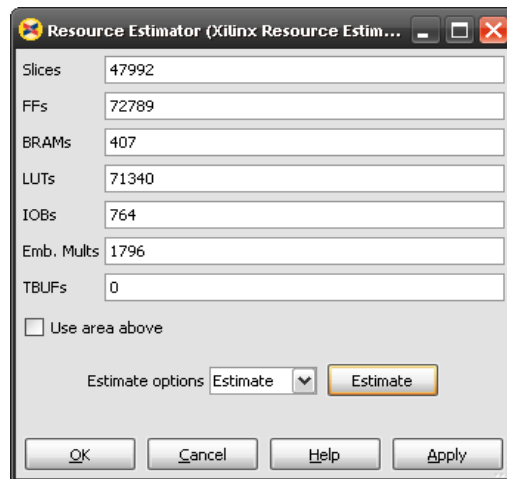 Resource Estimator (Xilinx Resource Estim...
Slices 47992
FFs 72789
BRAMs 407
LUTs 71340
IOBs 764
Emb. Mults 1796
TBUFs 0
Use area above
Estimate options Estimate Estimate
OK Cancel Help Apply